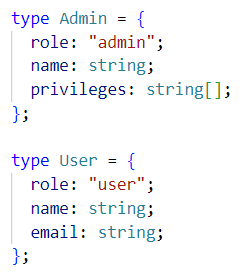 type Admin = {
  role: "admin";
  name: string;
  privileges: string[];
};

type User = {
  role: "user";
  name: string;
  email: string;
};